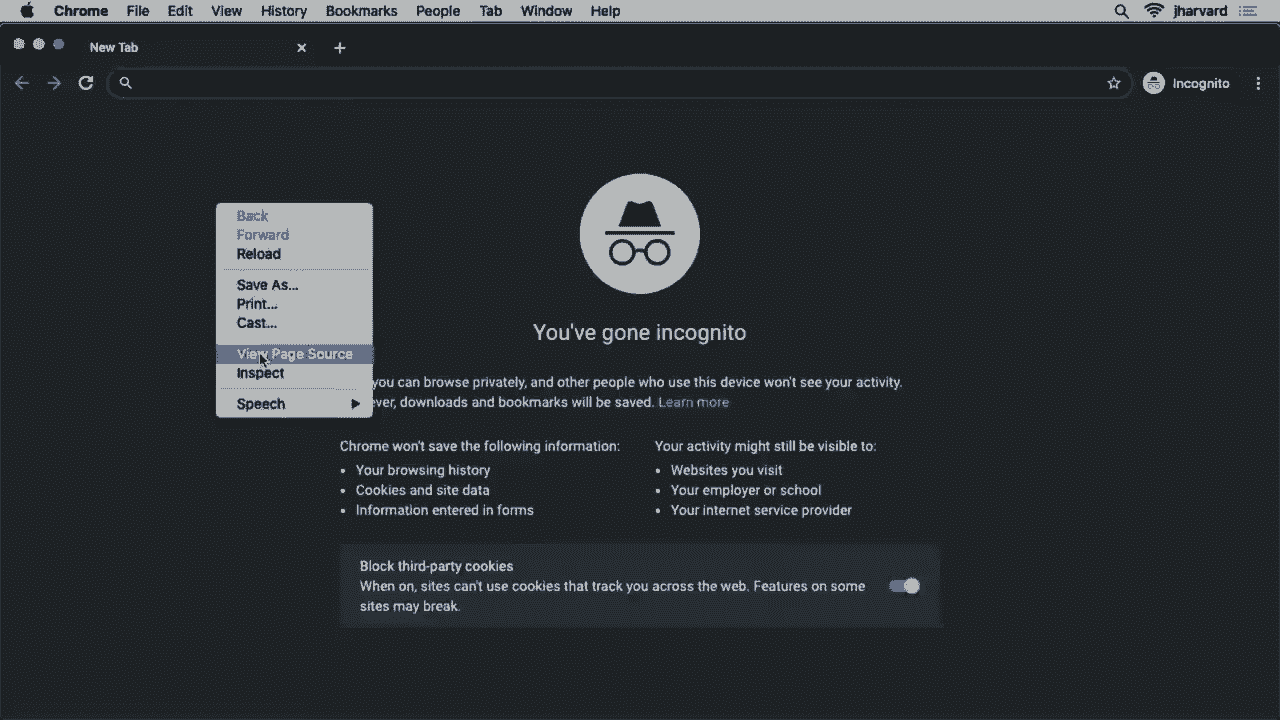 Chrome File Edit View History Bookmarks People Tab Window Help jharvard
New Tab
Incognito
Back
Forward
Reload
Save As...
Print...
Cast...
View Page Source
Inspect
Speech
You've gone incognito
you can browse privately, and other people who use this device won't see your activity.
ever, downloads and bookmarks will be saved. Learn more
Chrome won't save the following information:
• Your browsing history
• Cookies and site data
• Information entered in forms
Your activity might still be visible to:
• Websites you visit
• Your employer or school
• Your internet service provider
Block third-party cookies
When on, sites can't use cookies that track you across the web. Features on some
sites may break.